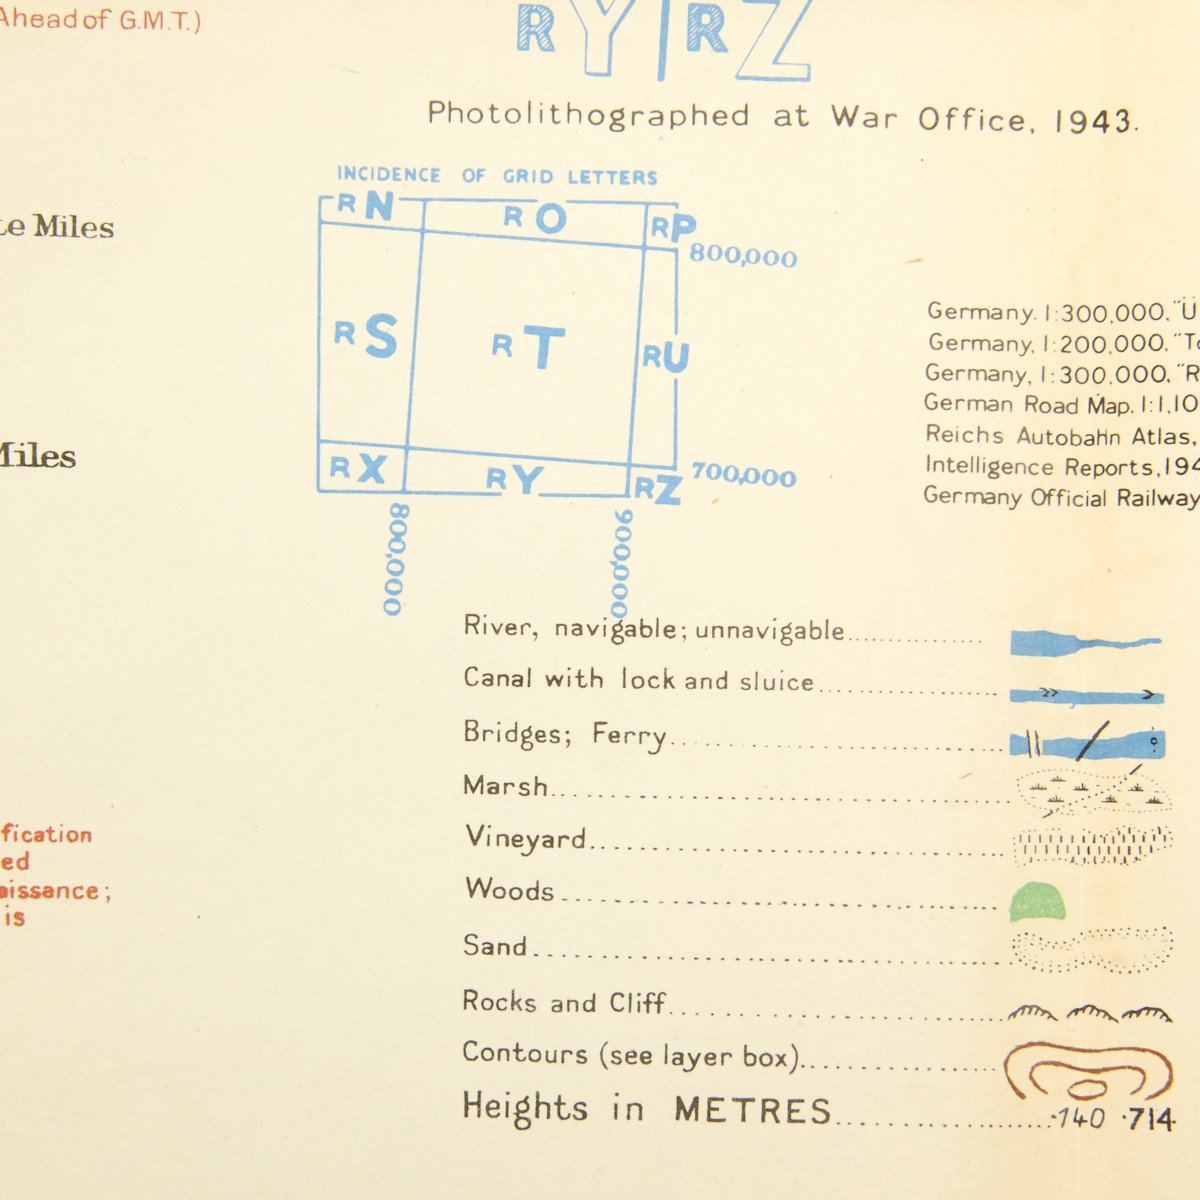 Ahead of G.M.T.)
RY RZ
Photolithographed at War Office, 1943.
INCIDENCE OF GRID LETTERS
RN RO RP
800,000
RS RT RU
RX RY RZ
700,000
800,000
900,000
Miles
Miles
Germany. 1:300,000, "Ü
Germany, 1:200,000, "To
Germany, 1:300,000, "R
German Road Map. 1:1,10
Reichs Autobahn Atlas,
Intelligence Reports, 194
Germany Official Railway
River, navigable; unnavigable
Canal with lock and sluice
Bridges; Ferry
Marsh
Vineyard
Woods
Sand
Rocks and Cliff
Contours (see layer box)
Heights in METRES ·140 ·714
fication
ed
aissance;
is